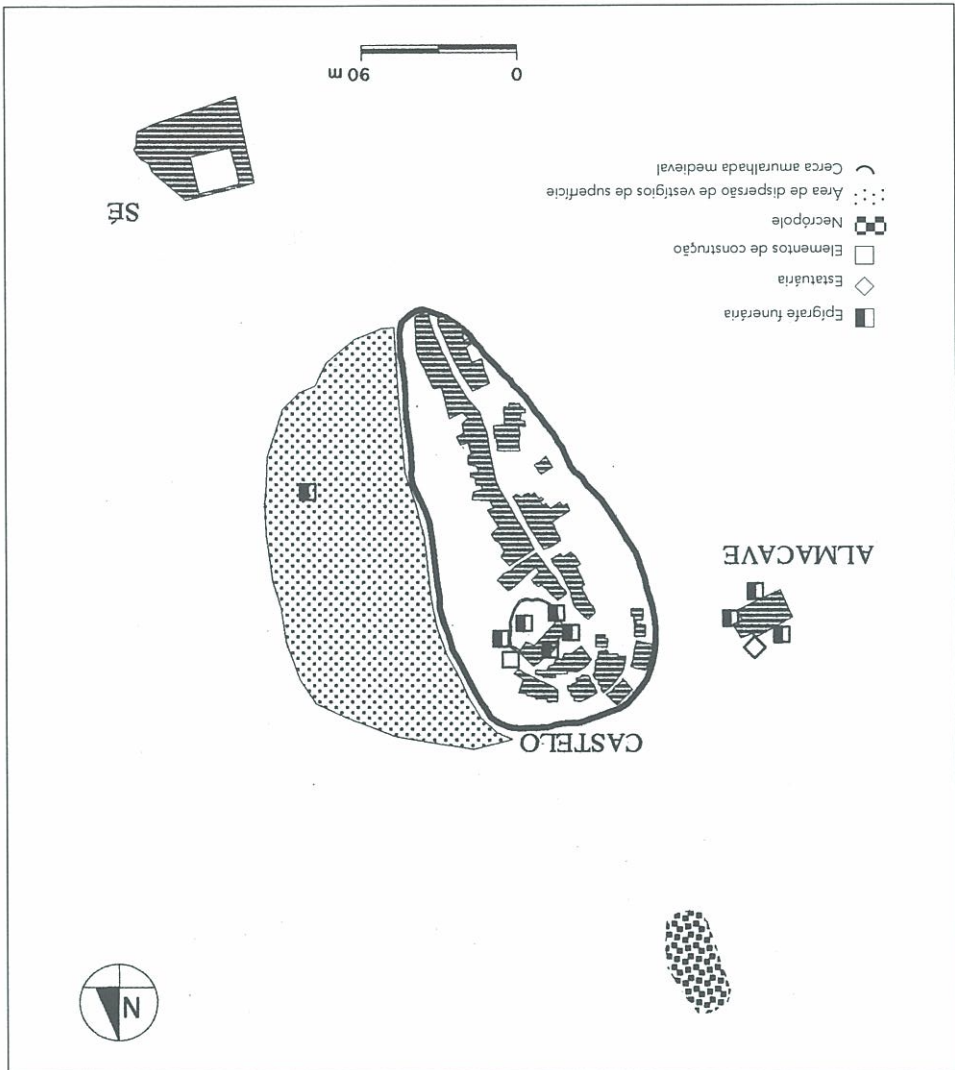 N
CASTELO
ALMACAVE
Epígrafe funerária
Estatuária
Elementos de construção
Necrópole
Área de dispersão de vestígios de superfície
Cerca amuralhada medieval
SÉ
0 90 m